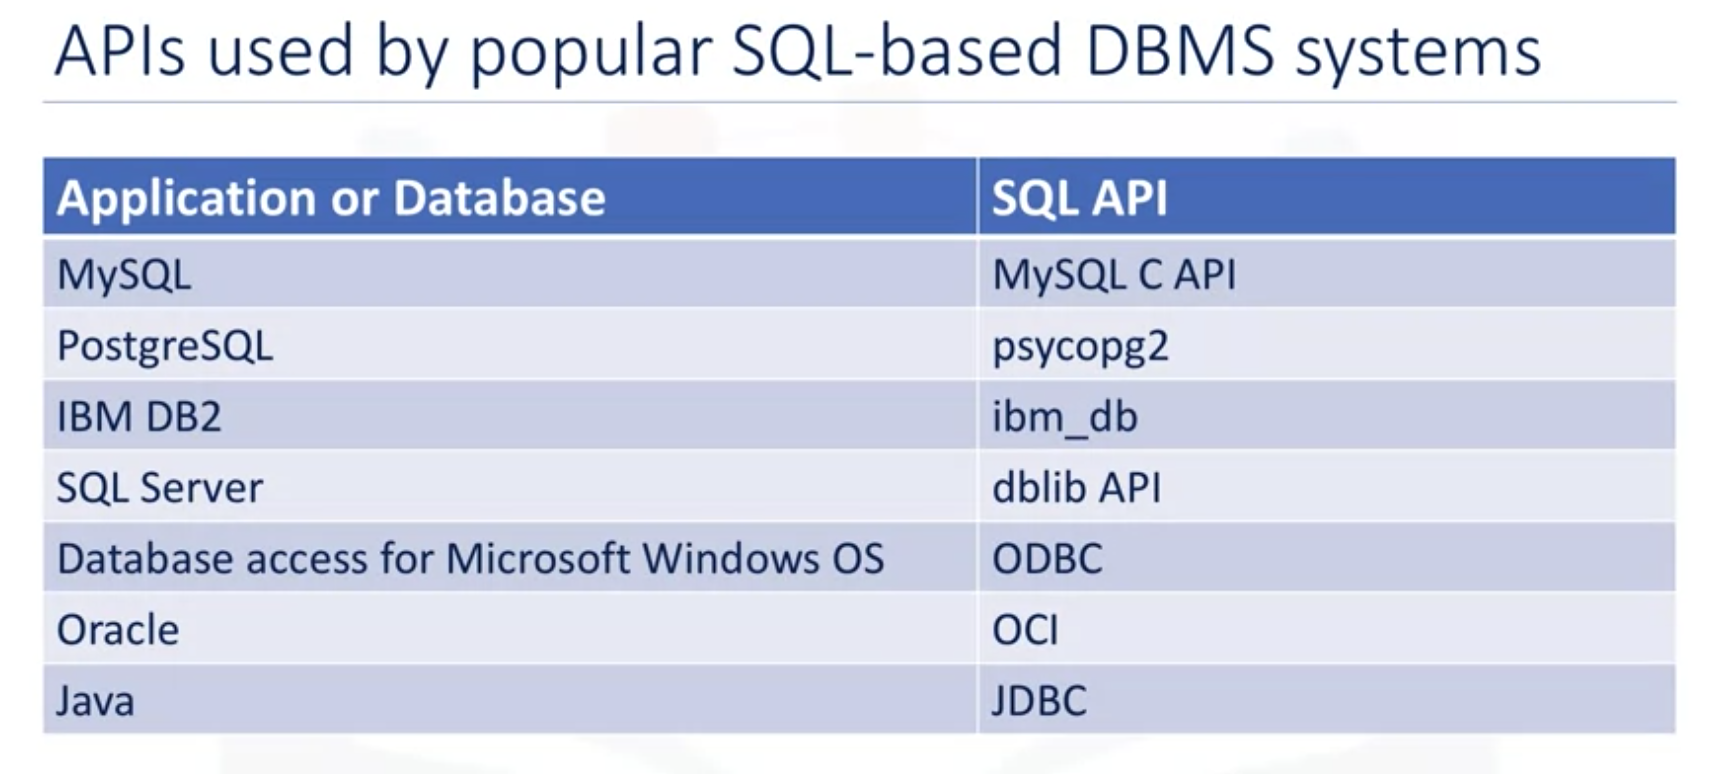 APIs used by popular SQL-based DBMS systems
Application or Database SQL API
MySQL MySQL C API
PostgreSQL psycopg2
IBM DB2 ibm_db
SQL Server dblib API
Database access for Microsoft Windows OS ODBC
Oracle OCI
Java JDBC